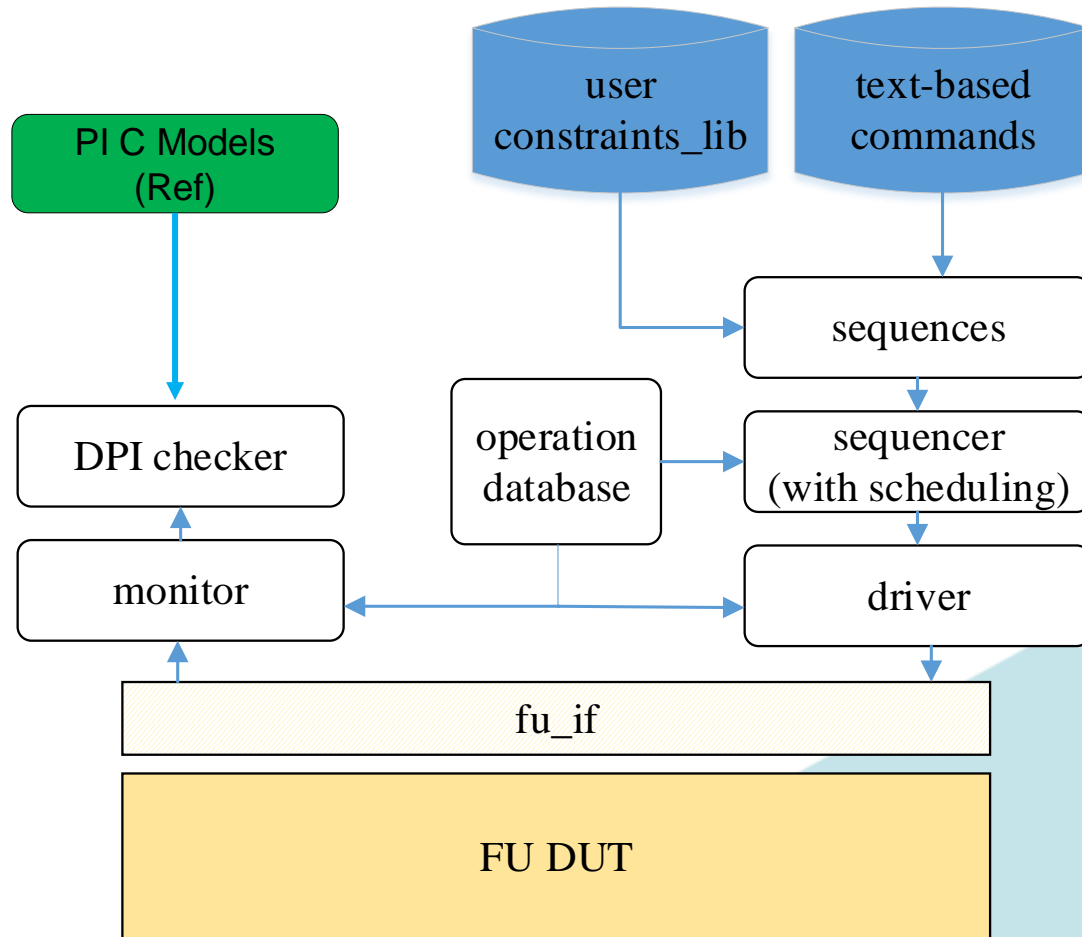 user
constraints_lib
text-based
commands
PI C Models
(Ref)
sequences
operation
database
sequencer
(with scheduling)
DPI checker
monitor
driver
fu_if
FU DUT